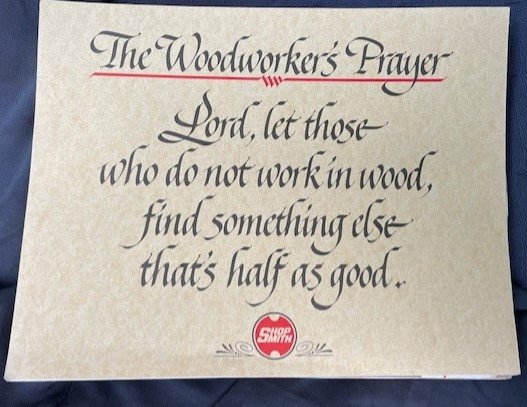 The Woodworker's Prayer
Lord, let those
who do not work in wood,
find something else
that's half as good.
SHOP
SMITH